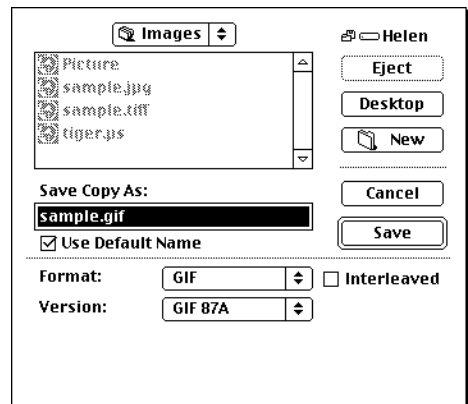 Images
Helen
Picture
sample.jpg
sample.tiff
tiger.ps
Eject
Desktop
New
Save Copy As:
sample.gif
Use Default Name
Cancel
Save
Format:
GIF
Interleaved
Version:
GIF 87A